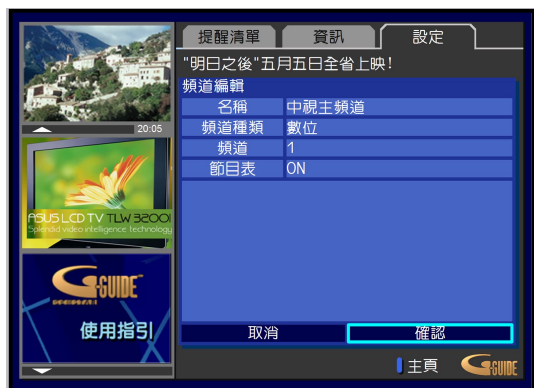 提醒清單 資訊 設定
"明日之後"五月五日全省上映!
頻道編輯
名稱 中視主頻道
頻道種類 數位
頻道 1
節目表 ON
20:05
ASUS LCD TV TLW 32001
Splendid video intelligence technology
G-GUIDE
GEMSTAR
使用指引
取消 確認
主頁 G-GUIDE